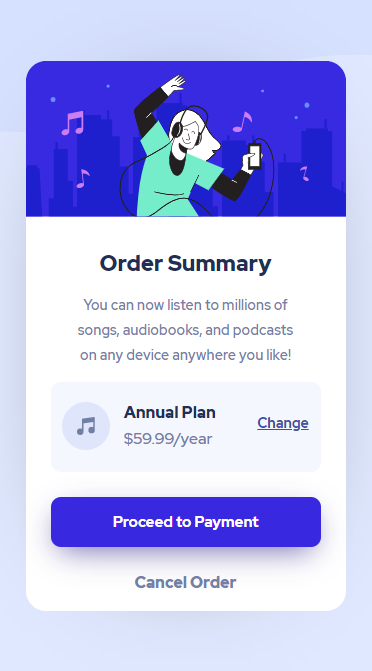 Order Summary
You can now listen to millions of
songs, audiobooks, and podcasts
on any device anywhere you like!
Annual Plan
$59.99/year
Change
Proceed to Payment
Cancel Order